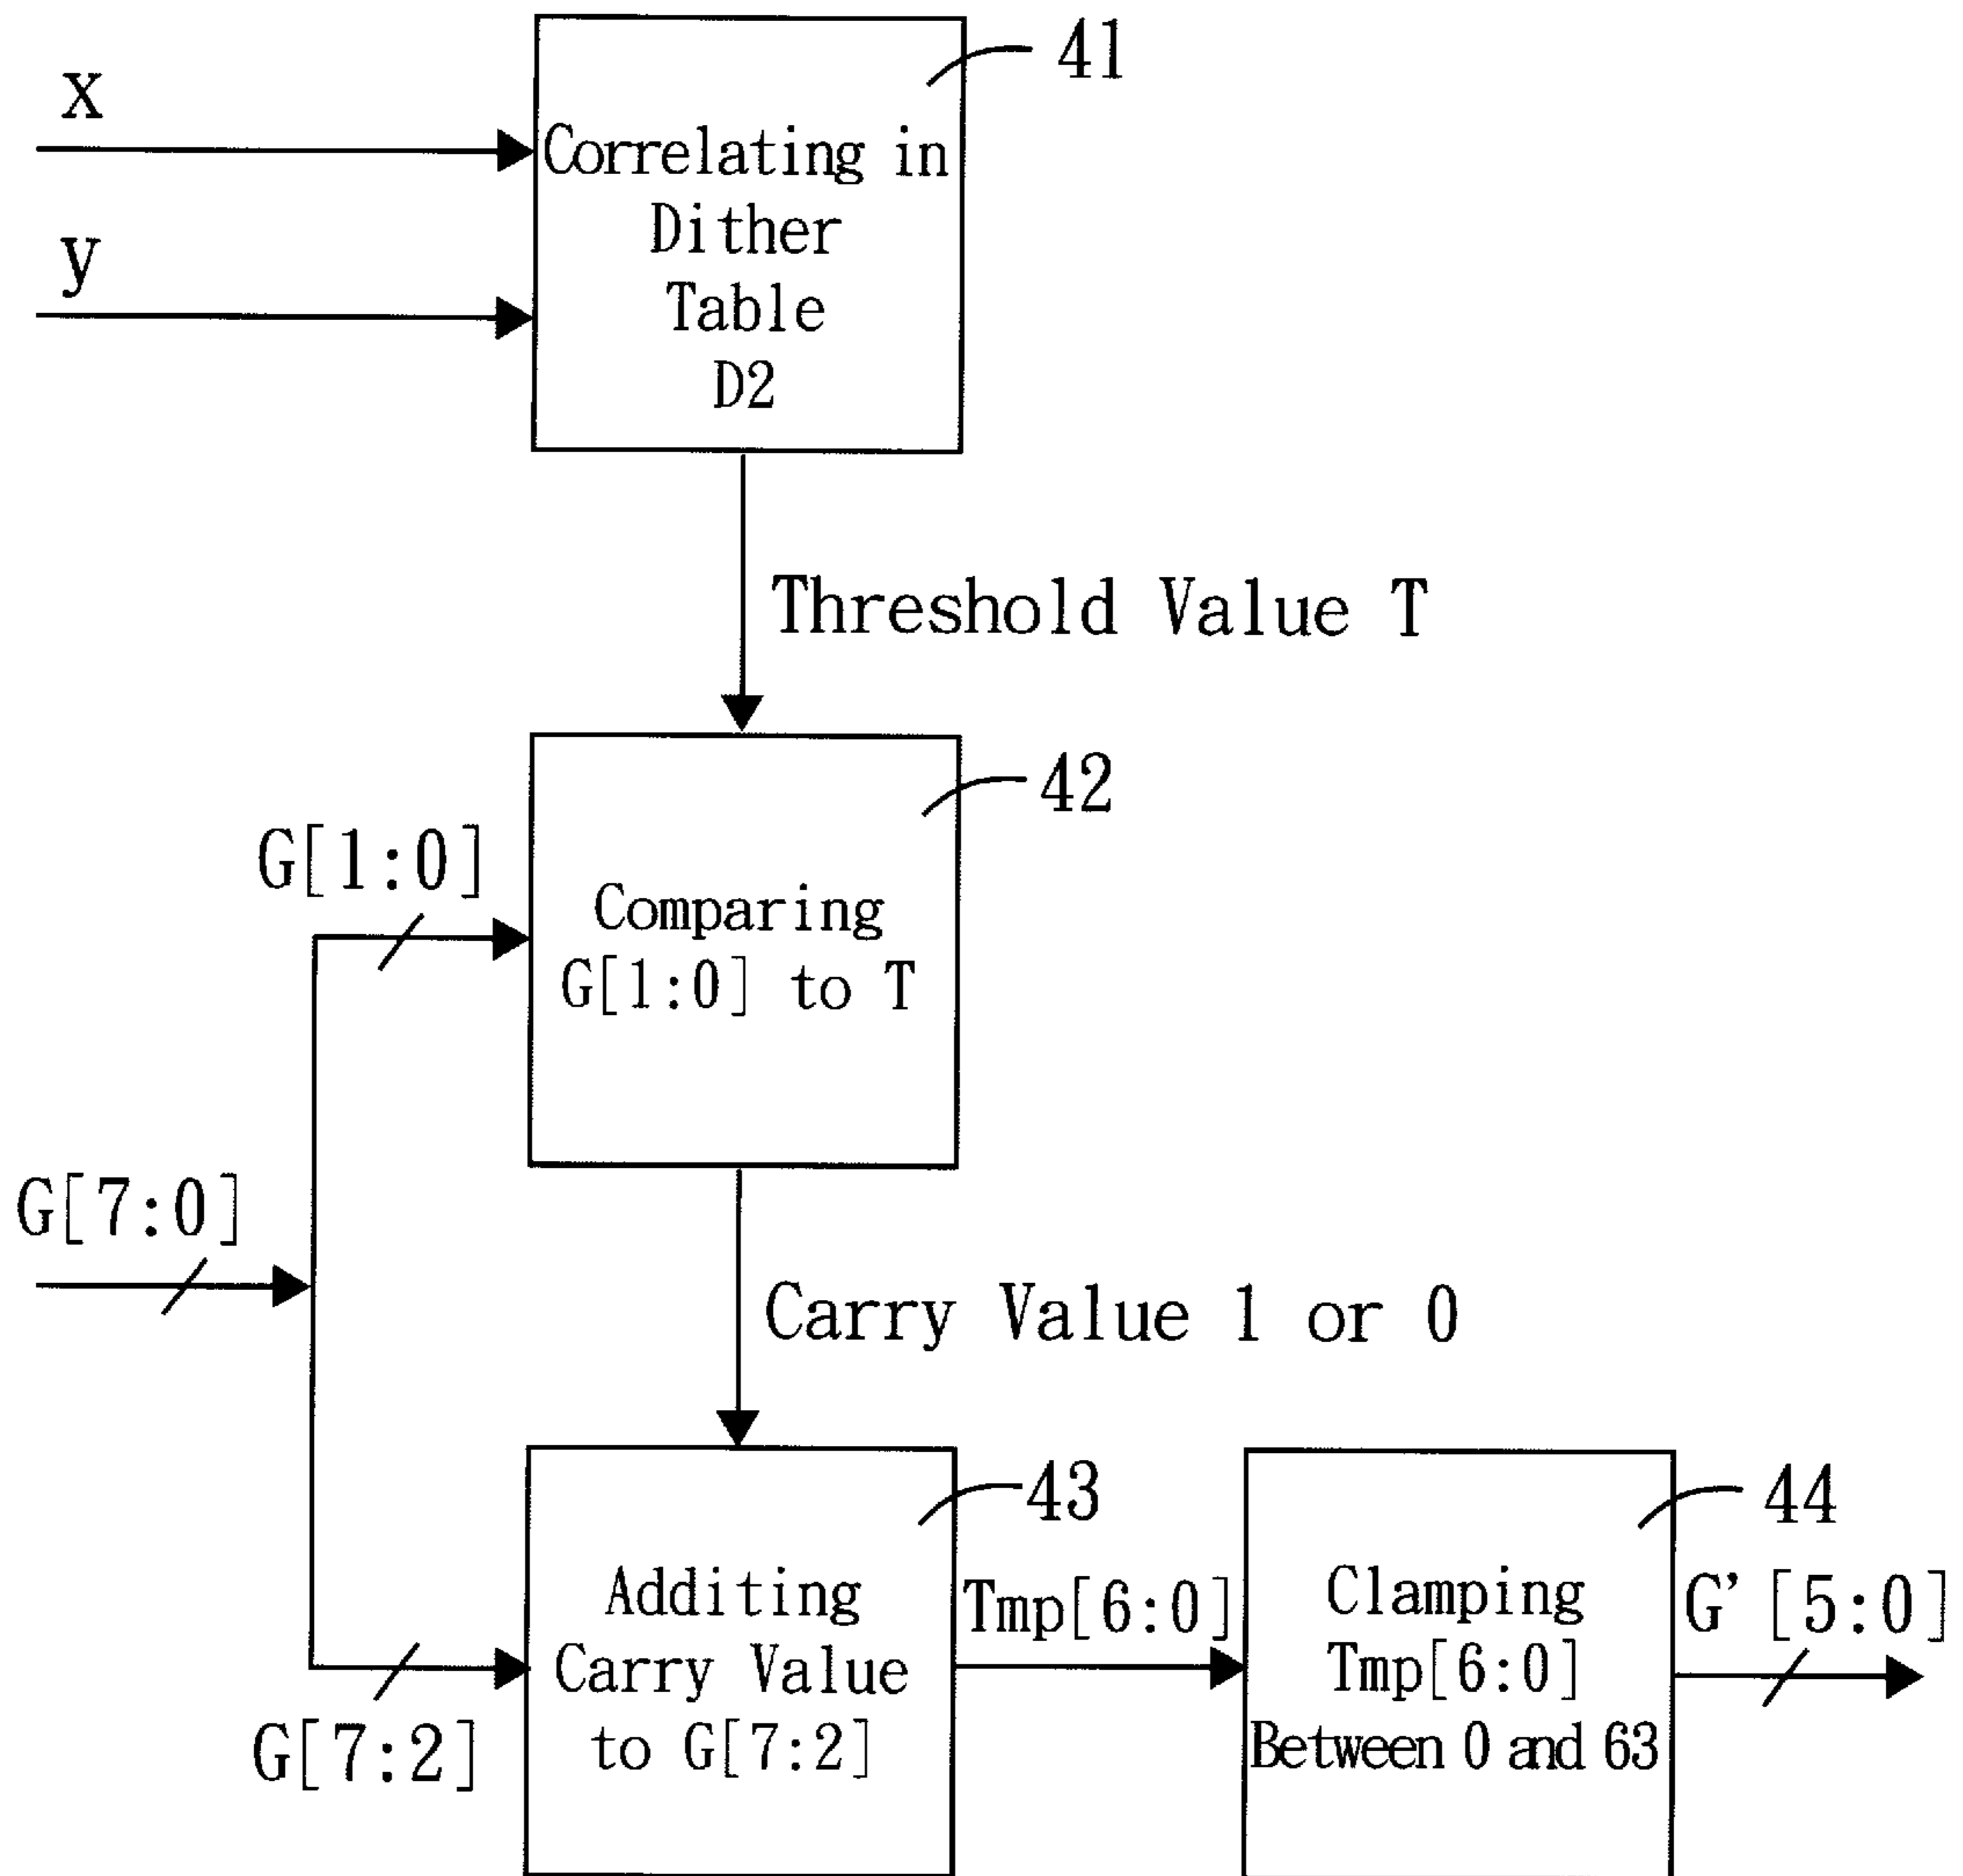 41
x
Correlating in
Dither
y
Table
D2
Threshold Value T
42
G[1:0]
Comparing
G[1:0] to T
G[7:0]
Carry Value 1 or 0
43
44
Additing
Carry Value
to G[7:2]
Tmp[6:0]
Clamping
Tmp[6:0]
Between 0 and 63
G' [5:0]
G[7:2]